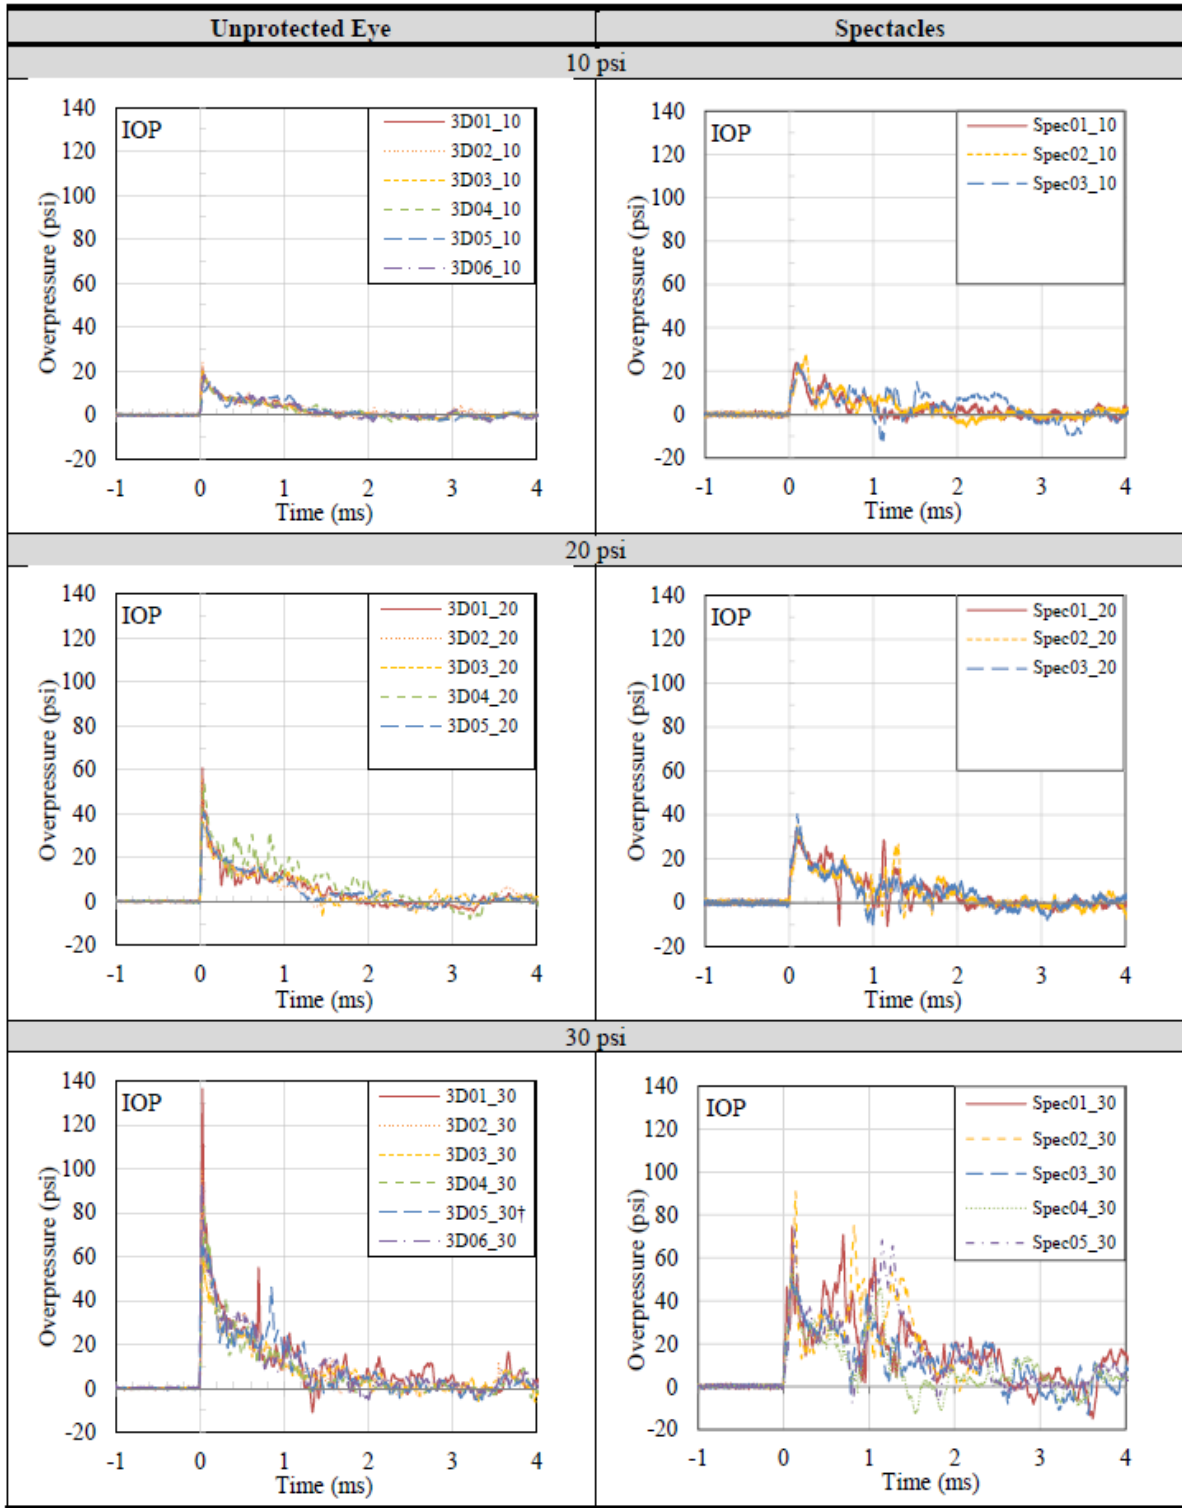 Unprotected Eye Spectacles
10 psi
IOP
Overpressure (psi)
140
120
100
80
60
40
20
0
-20
-1 0 1 2 3 4
Time (ms)
3D01_10
3D02_10
3D03_10
3D04_10
3D05_10
3D06_10
IOP
Overpressure (psi)
140
120
100
80
60
40
20
0
-20
-1 0 1 2 3 4
Time (ms)
Spec01_10
Spec02_10
Spec03_10
20 psi
IOP
Overpressure (psi)
140
120
100
80
60
40
20
0
-20
-1 0 1 2 3 4
Time (ms)
3D01_20
3D02_20
3D03_20
3D04_20
3D05_20
IOP
Overpressure (psi)
140
120
100
80
60
40
20
0
-20
-1 0 1 2 3 4
Time (ms)
Spec01_20
Spec02_20
Spec03_20
30 psi
IOP
Overpressure (psi)
140
120
100
80
60
40
20
0
-20
-1 0 1 2 3 4
Time (ms)
3D01_30
3D02_30
3D03_30
3D04_30
3D05_30†
3D06_30
IOP
Overpressure (psi)
140
120
100
80
60
40
20
0
-20
-1 0 1 2 3 4
Time (ms)
Spec01_30
Spec02_30
Spec03_30
Spec04_30
Spec05_30